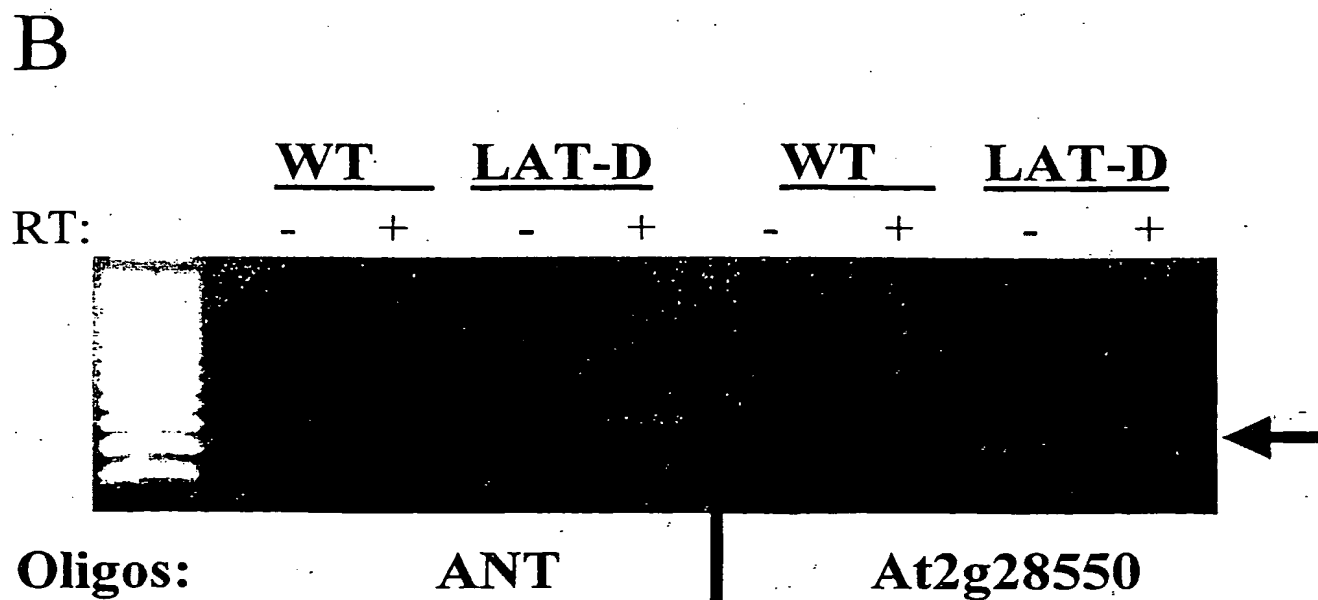 B
WT LAT-D WT LAT-D
RT: - + - + - + - +
Oligos: ANT At2g28550